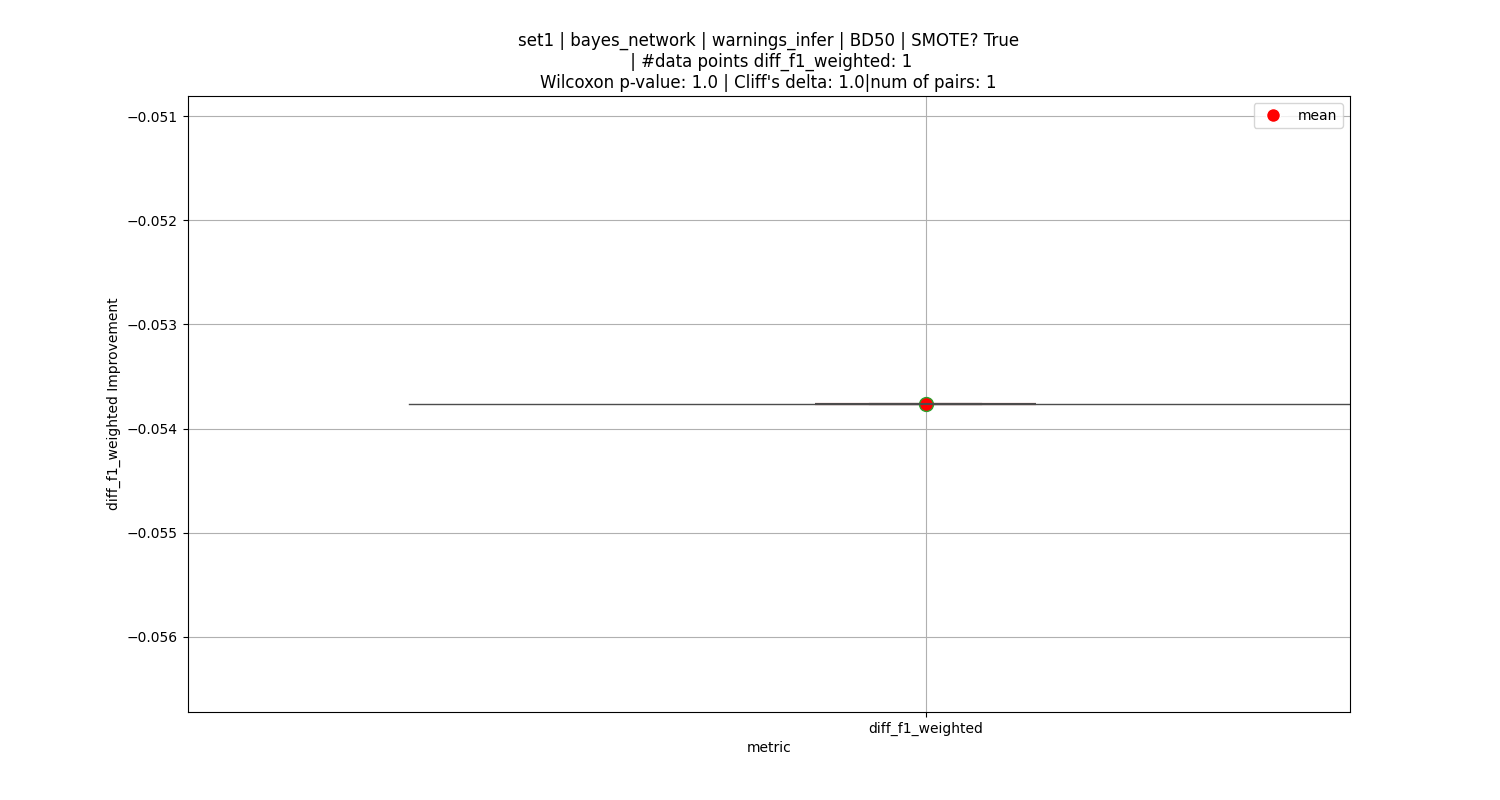 set1 | bayes_network | warnings_infer | BD50 | SMOTE? True
| #data points diff_f1_weighted: 1
Wilcoxon p-value: 1.0 | Cliff's delta: 1.0|num of pairs: 1
mean
−0.051
−0.052
−0.053
−0.054
−0.055
−0.056
diff_f1_weighted Improvement
diff_f1_weighted
metric